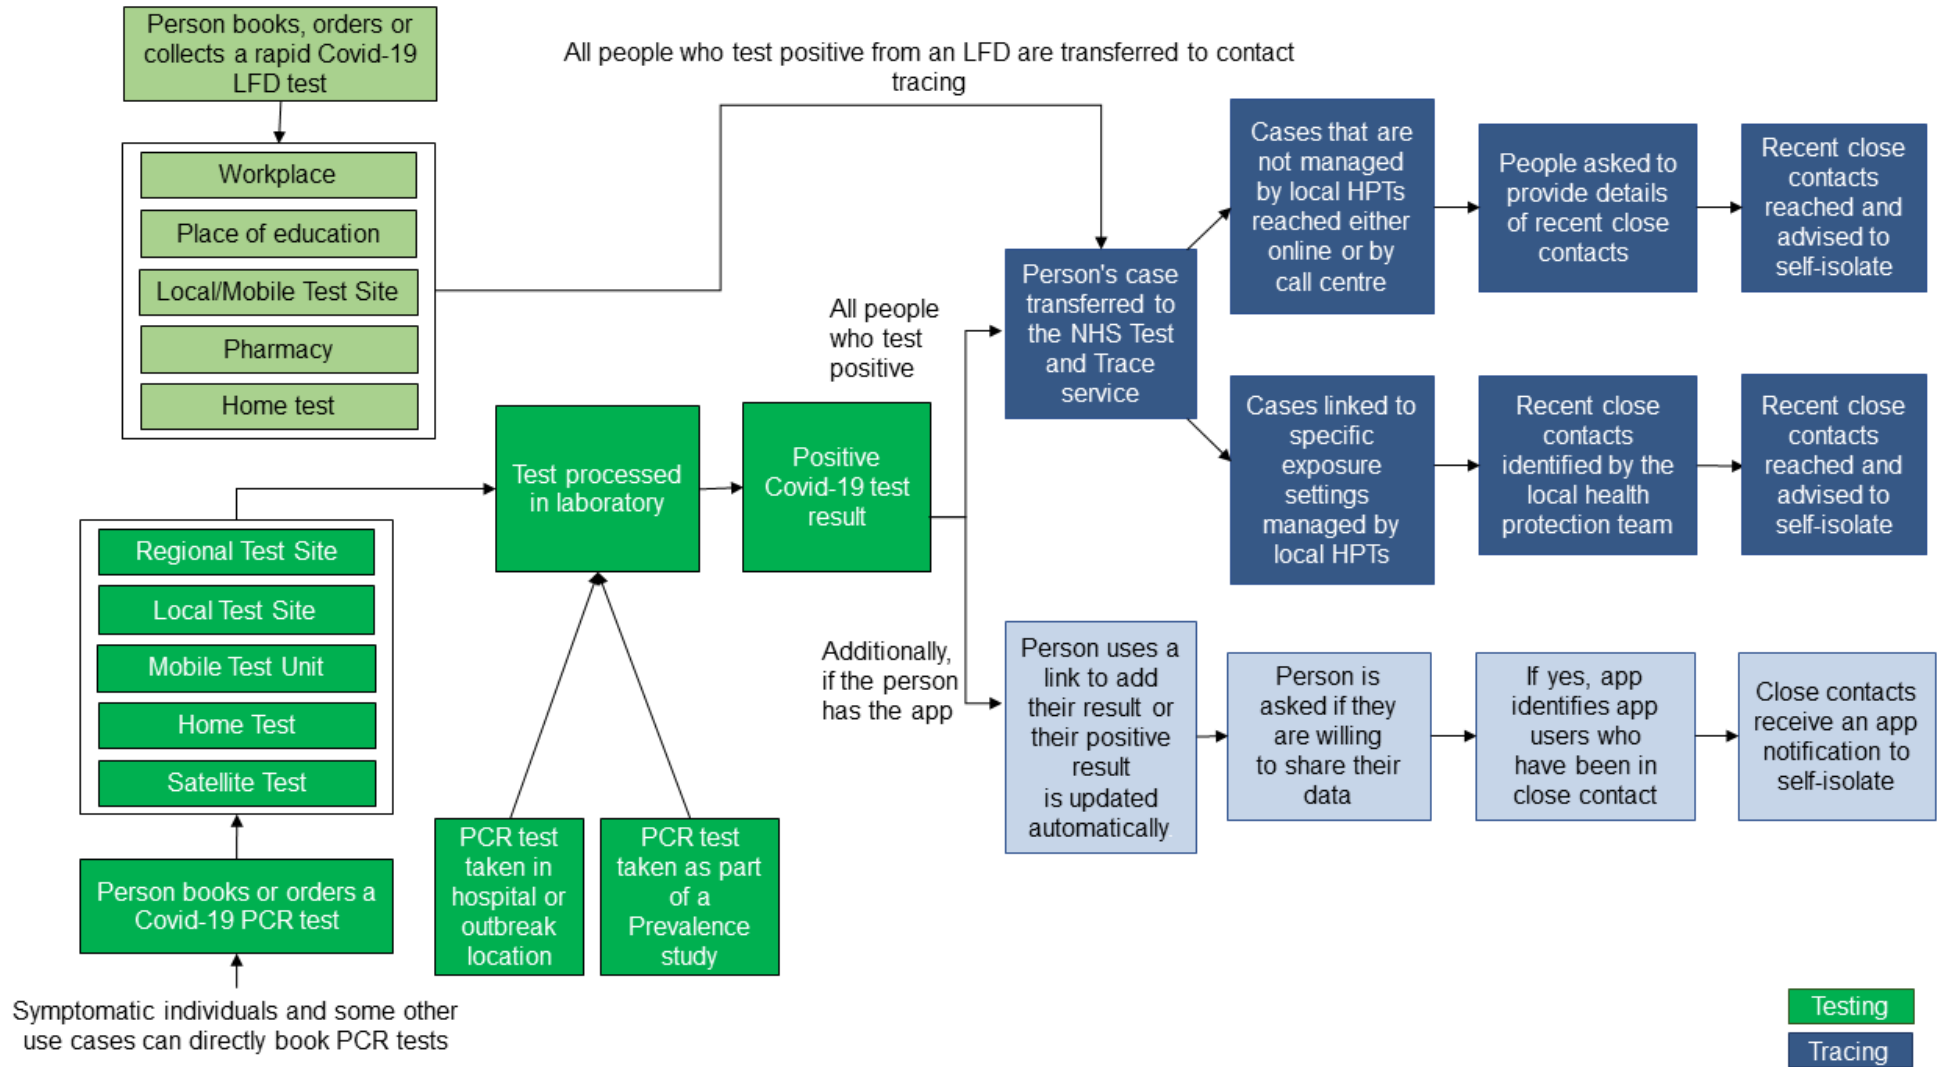 Person books, orders or
collects a rapid Covid-19
LFD test
All people who test positive from an LFD are transferred to contact
tracing
Workplace
Place of education
Local/Mobile Test Site
Pharmacy
Home test
Cases that are
not managed
by local HPTs
reached either
online or by
call centre
People asked to
provide details
of recent close
contacts
Recent close
contacts
reached and
advised to
self-isolate
Person's case
transferred to
the NHS Test
and Trace
service
All people
who test
positive
Cases linked to
specific
exposure
settings
managed by
local HPTs
Recent close
contacts
identified by the
local health
protection team
Recent close
contacts
reached and
advised to
self-isolate
Test processed
in laboratory
Positive
Covid-19 test
result
Regional Test Site
Local Test Site
Mobile Test Unit
Home Test
Satellite Test
Additionally,
if the person
has the app
Person uses a
link to add
their result or
their positive
result
is updated
automatically
Person is
asked if they
are willing
to share their
data
If yes, app
identifies app
users who
have been in
close contact
Close contacts
receive an app
notification to
self-isolate
PCR test
taken in
hospital or
outbreak
location
PCR test
taken as part
of a
Prevalence
study
Person books or orders a
Covid-19 PCR test
Symptomatic individuals and some other
use cases can directly book PCR tests
Testing
Tracing